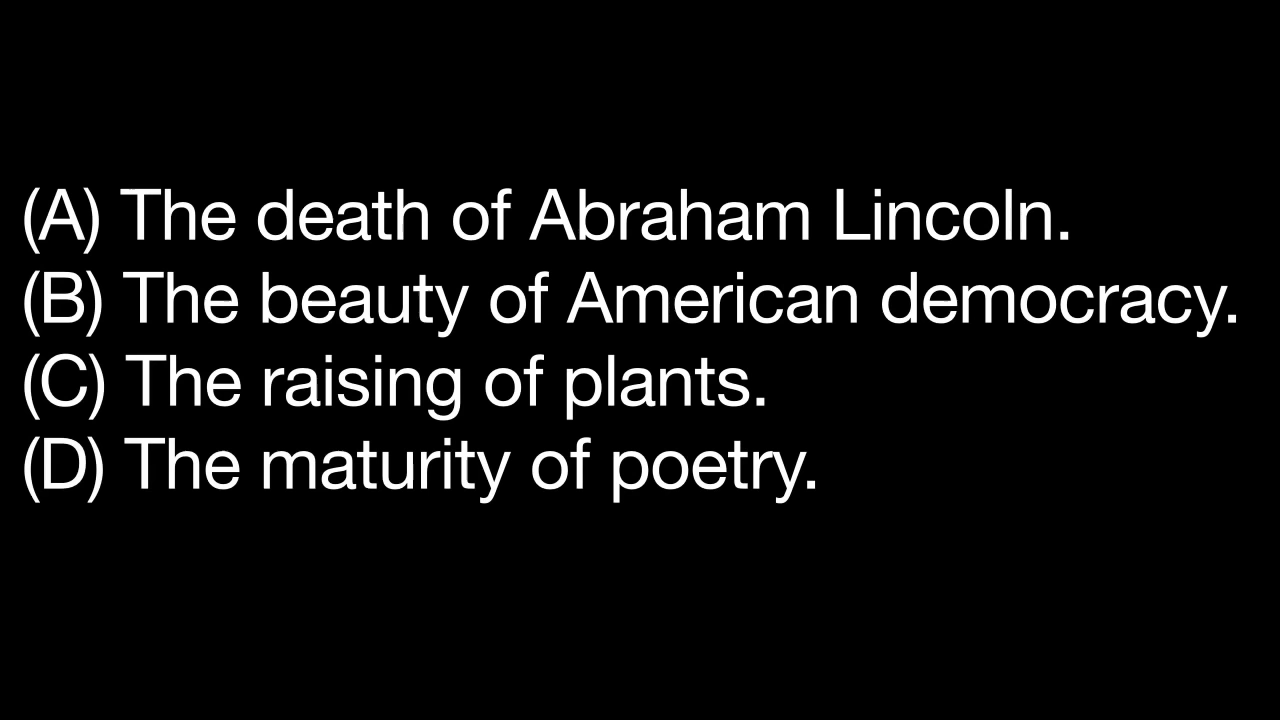 (A) The death of Abraham Lincoln.
(B) The beauty of American democracy.
(C) The raising of plants.
(D) The maturity of poetry.